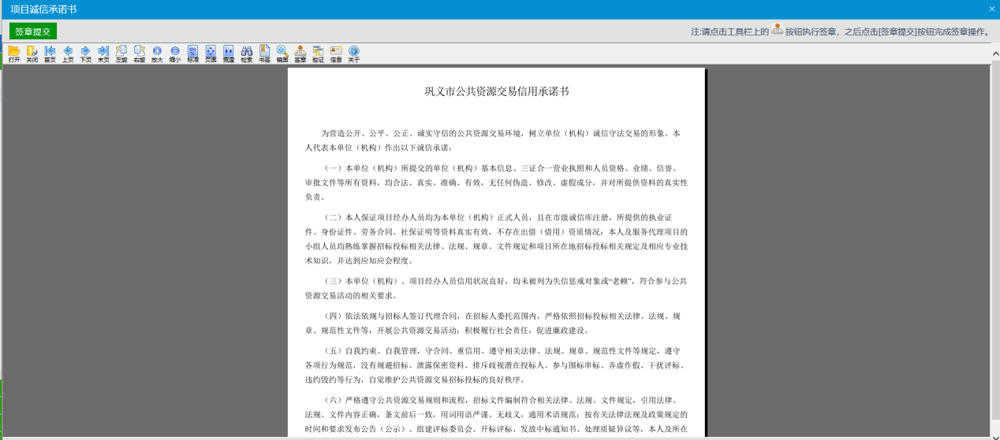 项目诚信承诺书
签章提交
注:请点击工具栏上的 按钮执行签章，之后点击[签章提交]按钮完成签章操作。
打开 关闭 首页 上页 下页 末页 左旋 右旋 放大 缩小 标准 页面 宽度 检索 书签 镜面 签章 验证 信息 关于
巩义市公共资源交易信用承诺书
为营造公开、公平、公正、诚实守信的公共资源交易环境，树立单位（机构）诚信守法交易的形象。本
人代表本单位（机构）作出以下诚信承诺：
（一）本单位（机构）所提交的单位（机构）基本信息、三证合一营业执照和人员资格、业绩、信誉、
审批文件等所有资料，均合法、真实、准确、有效，无任何伪造、修改、虚假成分，并对所提供资料的真实性
负责。
（二）本人保证项目经办人员均为本单位（机构）正式人员，且在市级诚信库注册，所提供的执业证
件、身份证件、劳务合同、社保证明等资料真实有效，不存在出借（借用）资质情况：本人及服务代理项目的
小组人员均熟练掌握招标投标相关法律、法规、规章、文件规定和项目所在地招标投标相关规定及相应专业技
术知识，并达到应知应会程度。
（三）本单位（机构）、项目经办人员信用状况良好，均未被列为失信惩戒对象或“老赖”，符合参与公共
资源交易活动的相关要求。
（四）依法依规与招标人签订代理合同，在招标人委托范围内，严格依照招标投标相关法律、法规、规
章、规范性文件等，开展公共资源交易活动；积极履行社会责任，促进廉政建设。
（五）自我约束、自我管理，守合同、重信用。遵守相关法律、法规、规章、规范性文件等规定，遵守
各项行为规范，没有规避招标、泄露保密资料、排斥歧视潜在投标人、参与围标串标、弄虚作假、干扰评标、
违约毁约等行为，自觉维护公共资源交易招标投标的良好秩序。
（六）严格遵守公共资源交易规则和流程，招标文件编制符合相关法律、法规、文件规定，引用法律、
法规、文件内容正确，条文前后一致，用词用语严谨、无歧义，通用术语规范；按有关法律法规及政策规定的
时间和要求发布公告（公示）、组建评标委员会、开标评标、发放中标通知书、处理质疑异议等，本人及所在